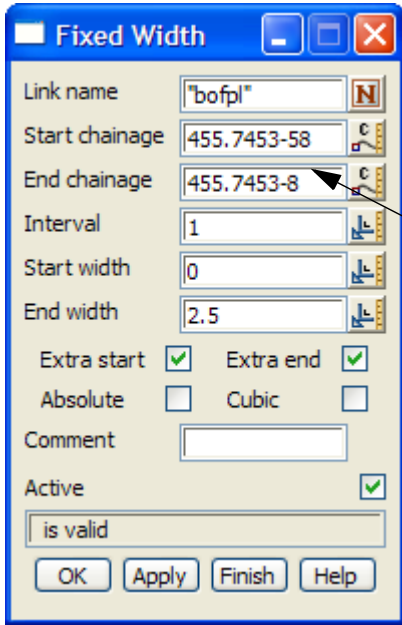 Fixed Width
Link name "bofpl" N
Start chainage 455.7453-58 C
End chainage 455.7453-8 C
Interval 1
Start width 0
End width 2.5
Extra start Extra end
Absolute Cubic
Comment
Active
is valid
OK Apply Finish Help